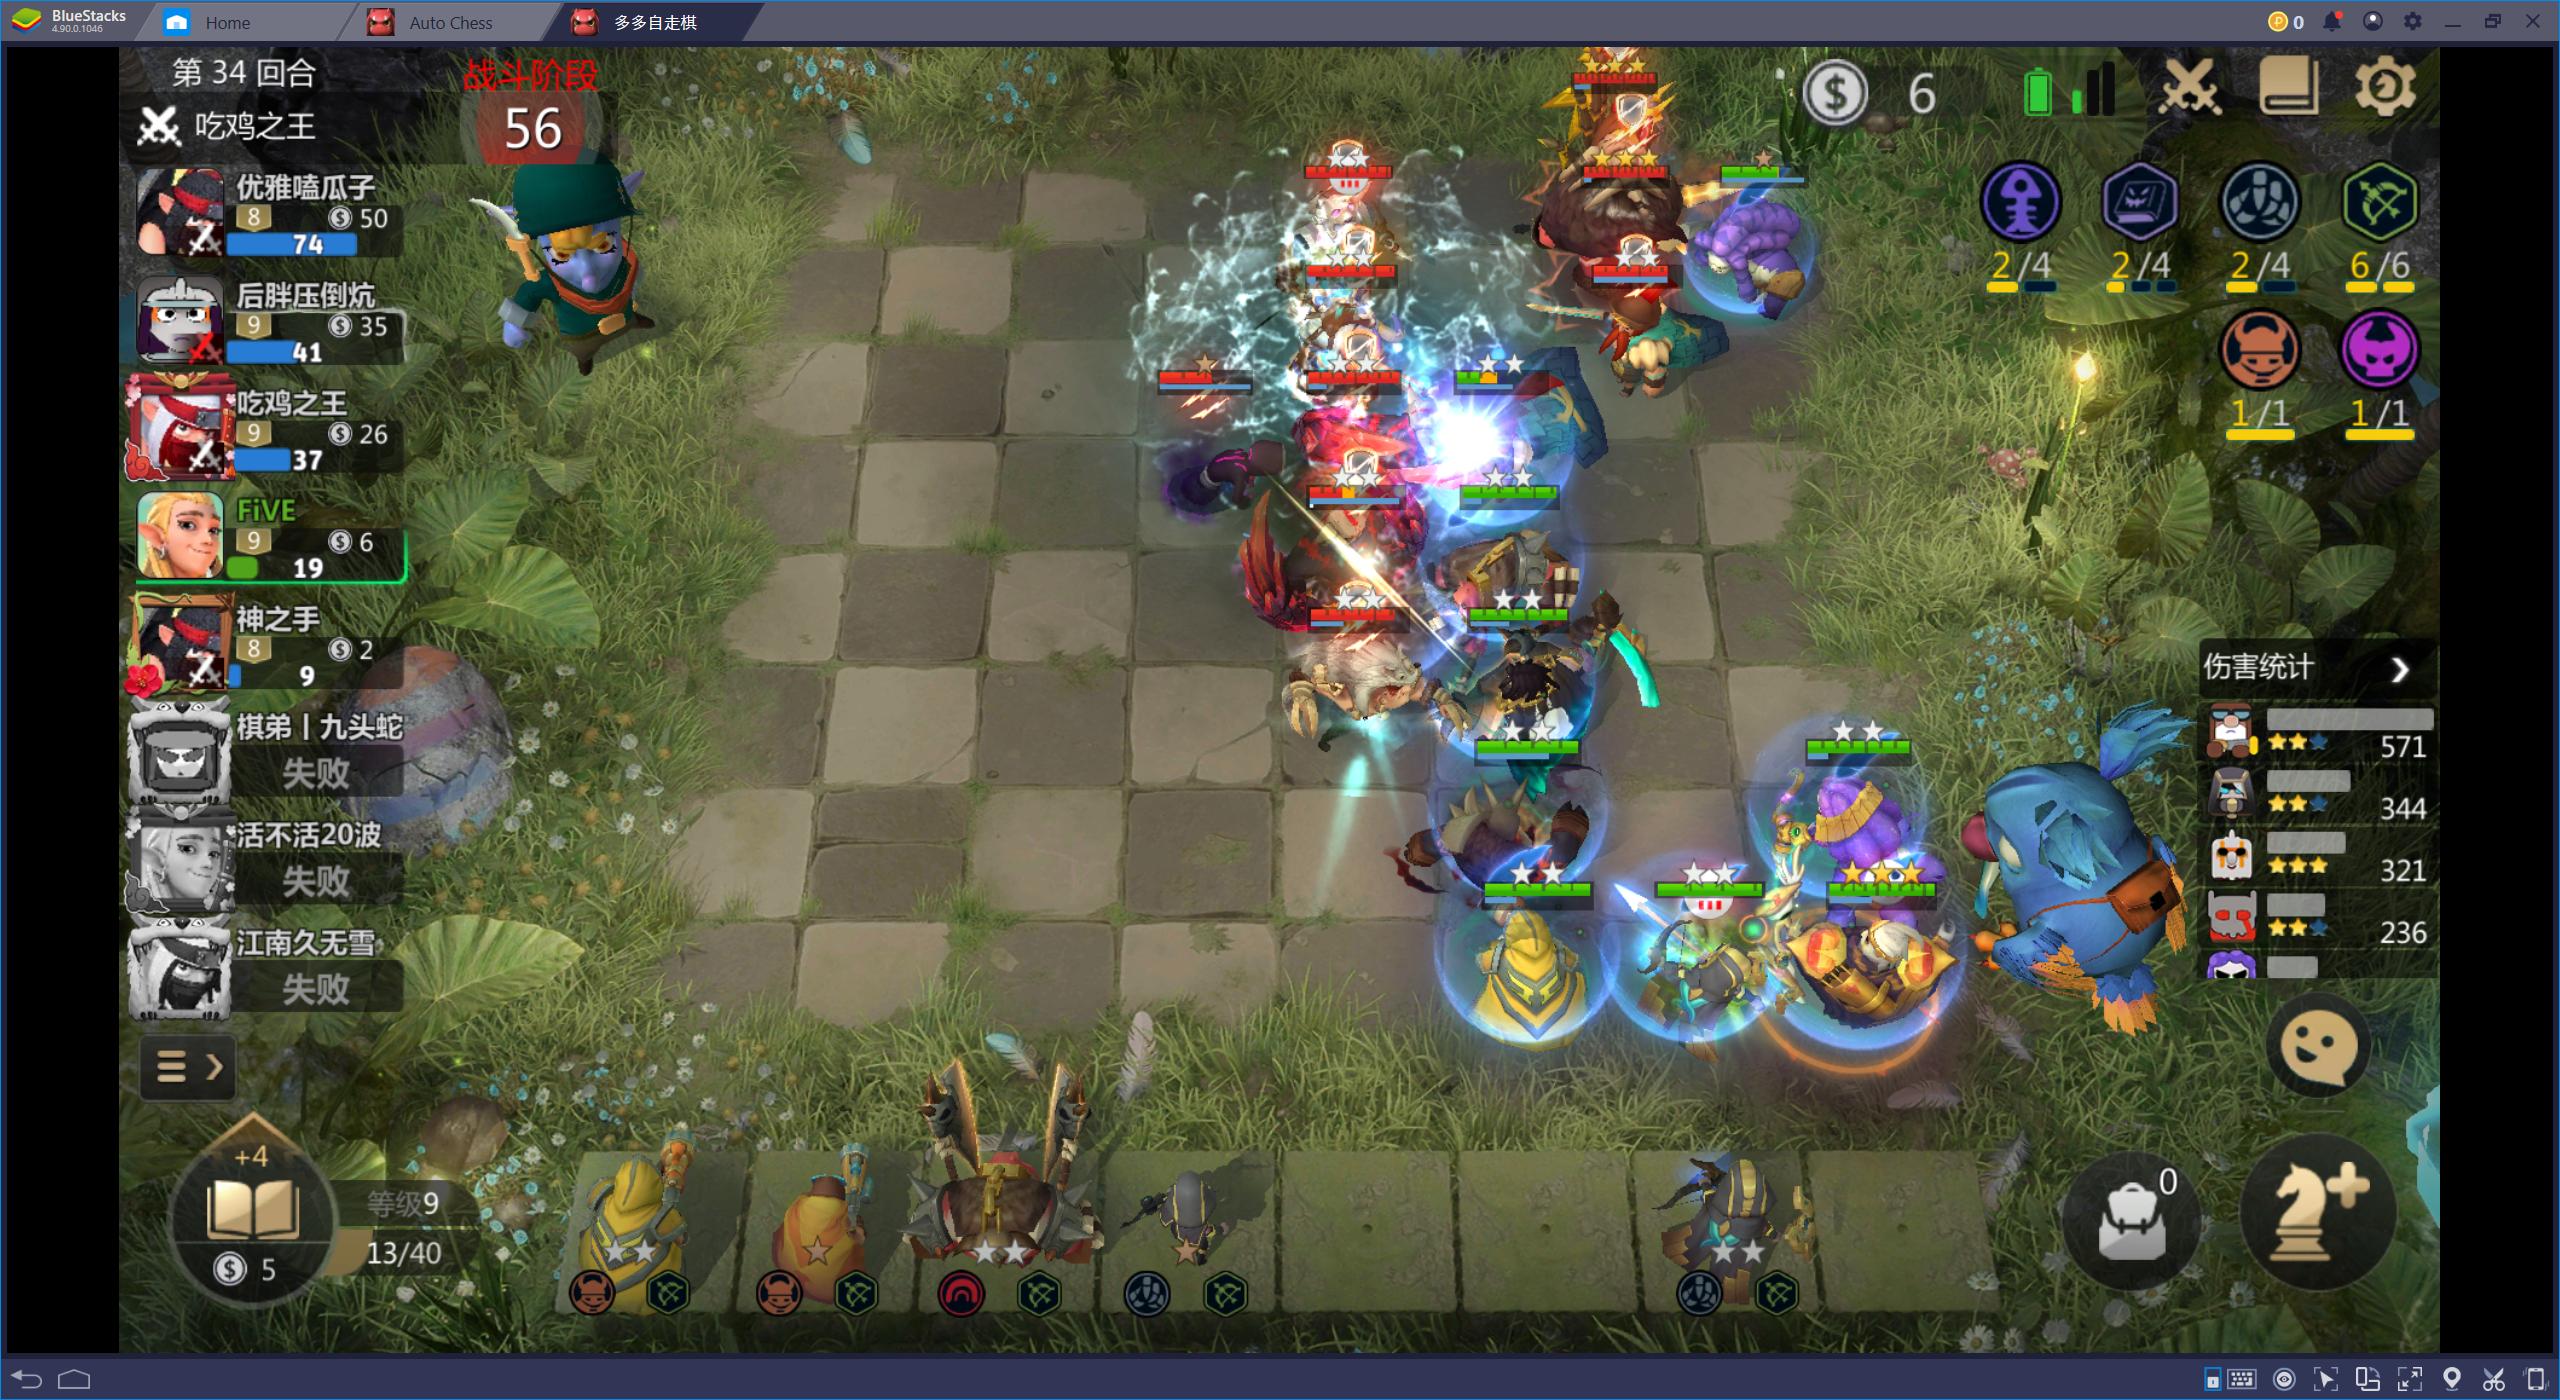 BlueStacks
4.90.0.1046
Home
Auto Chess
多多自走棋
0
第 34 回合
战斗阶段
吃鸡之王
56
6
优雅嗑瓜子
8
50
74
后胖压倒炕
9
35
41
吃鸡之王
9
26
37
FiVE
9
6
19
神之手
8
2
9
棋弟丨九头蛇
失败
活不活20波
失败
江南久无雪
失败
2/4
2/4
2/4
6/6
1/1
1/1
伤害统计
571
344
321
236
+4
5
等级9
13/40
0